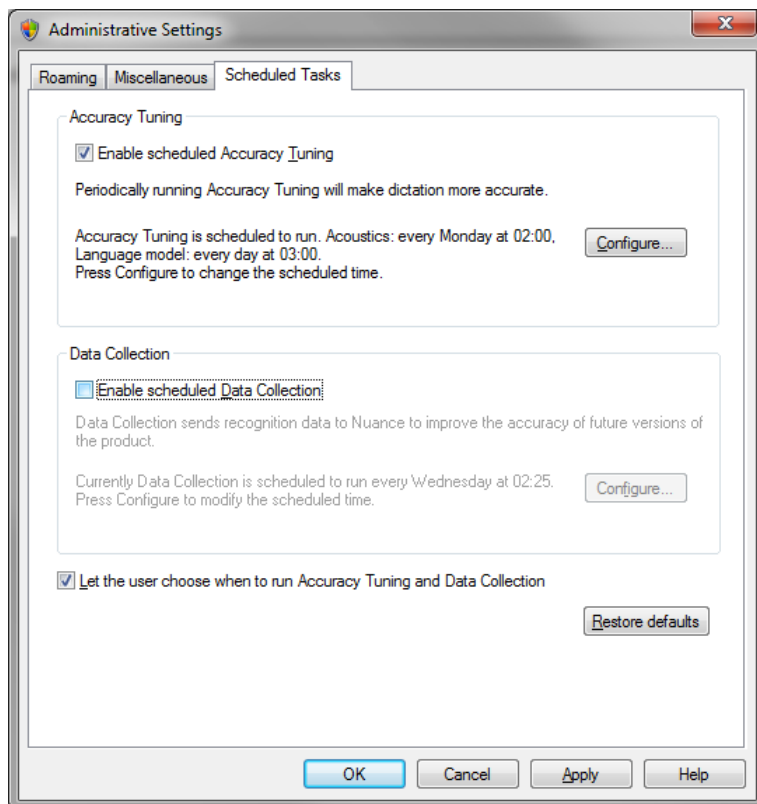 Administrative Settings
Roaming Miscellaneous Scheduled Tasks
Accuracy Tuning
Enable scheduled Accuracy Tuning
Periodically running Accuracy Tuning will make dictation more accurate.
Accuracy Tuning is scheduled to run. Acoustics: every Monday at 02:00,
Language model: every day at 03:00.
Press Configure to change the scheduled time.
Configure...
Data Collection
Enable scheduled Data Collection
Data Collection sends recognition data to Nuance to improve the accuracy of future versions of
the product.
Currently Data Collection is scheduled to run every Wednesday at 02:25.
Press Configure to modify the scheduled time.
Configure...
Let the user choose when to run Accuracy Tuning and Data Collection
Restore defaults
OK Cancel Apply Help